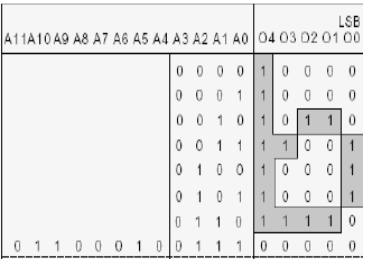 LSB
A11A10 A9 A8 A7 A6 A5 A4 A3 A2 A1 A0 O4 O3 O2 O1 O0
0 0 0 0 1 0 0 0 0
0 0 0 1 1 0 0 0 0
0 0 1 0 1 0 1 1 0
0 0 1 1 1 1 0 0 1
0 1 0 0 1 0 0 0 1
0 1 0 1 1 0 0 0 1
0 1 1 0 1 1 1 1 0
0 1 1 0 0 0 1 0 0 1 1 1 0 0 0 0 0